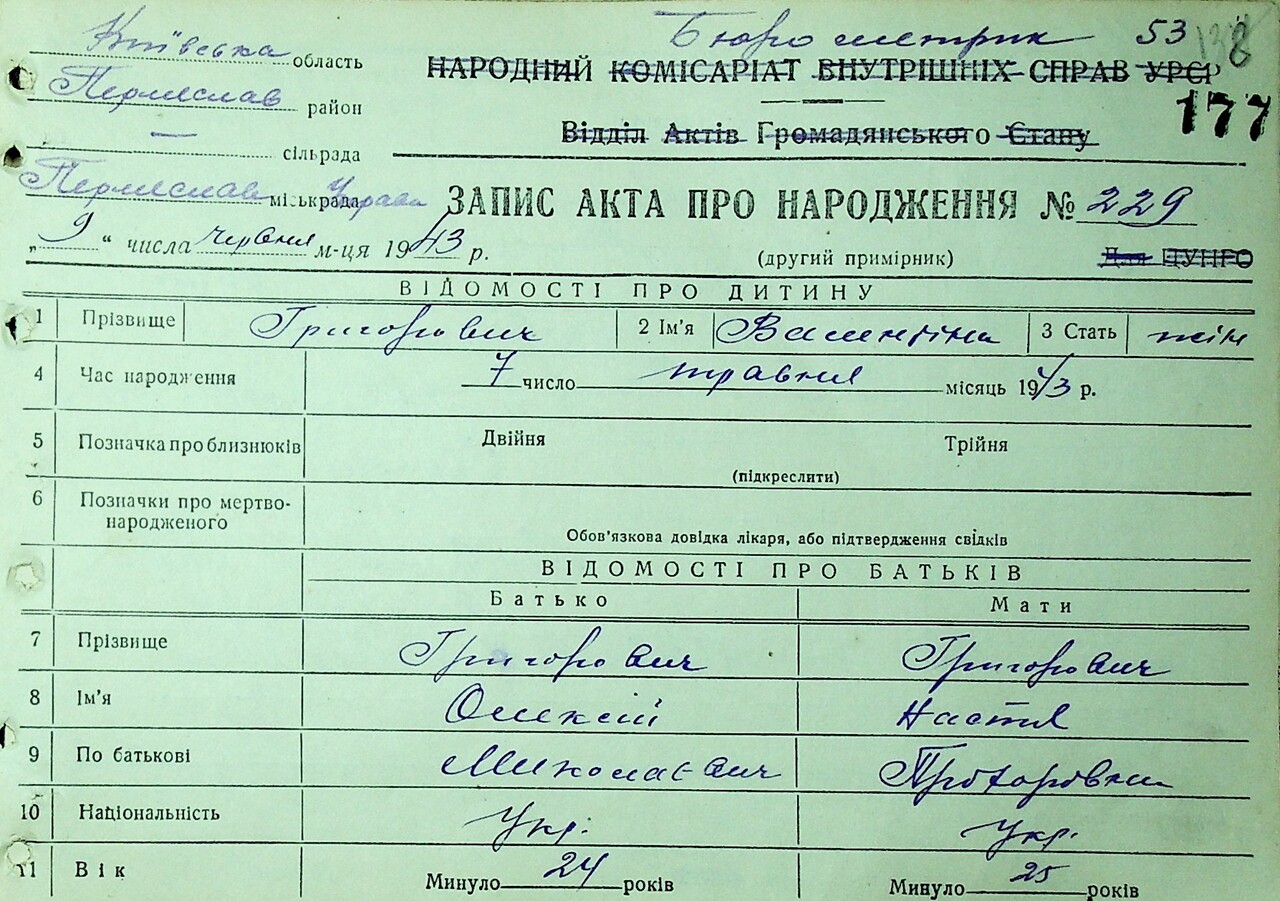 Київська область
Переяслав район
сільрада
Переяслав міськрада Управа
„9“ числа червня м-ця 1943 р.
Бюро метрик 53
138
НАРОДНИЙ КОМІСАРІАТ ВНУТРІШНІХ СПРАВ УРСР
177
Відділ Актів Громадянського Стану
ЗАПИС АКТА ПРО НАРОДЖЕННЯ № 229
(другий примірник)
Для ЦУНГО
ВІДОМОСТІ ПРО ДИТИНУ
1 Прізвище Григорович 2 Ім'я Валентина 3 Стать жін
4 Час народження 7 число травня місяць 1943 р.
5 Позначка про близнюків Двійня Трійня
(підкреслити)
6 Позначки про мертво-
народженого
Обов'язкова довідка лікаря, або підтвердження свідків
ВІДОМОСТІ ПРО БАТЬКІВ
Батько Мати
7 Прізвище Григорович Григорович
8 Ім'я Олексій Настя
9 По батькові Миколаєвич Прохоровна
10 Національність Укр. Укр.
11 Вік Минуло 24 років Минуло 25 років